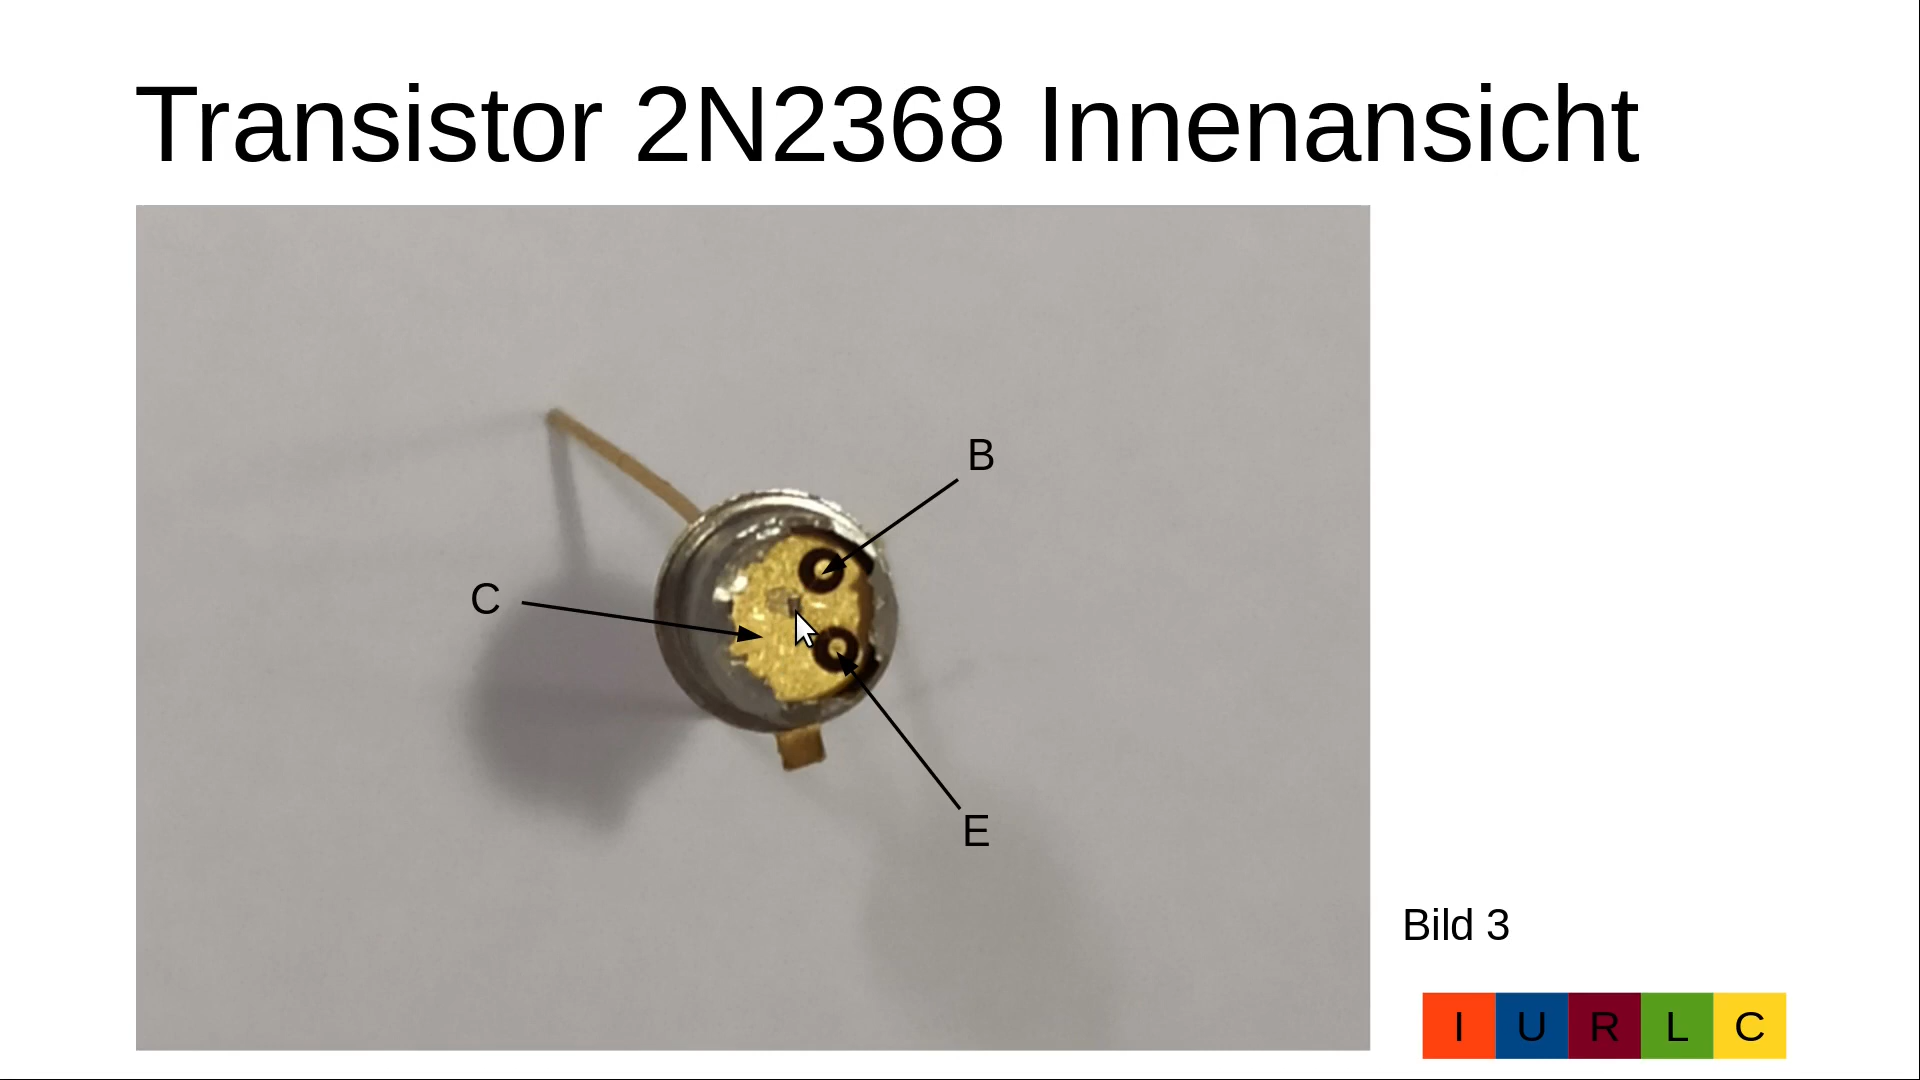 Transistor 2N2368 Innenansicht
B
C
E
Bild 3
I U R L C